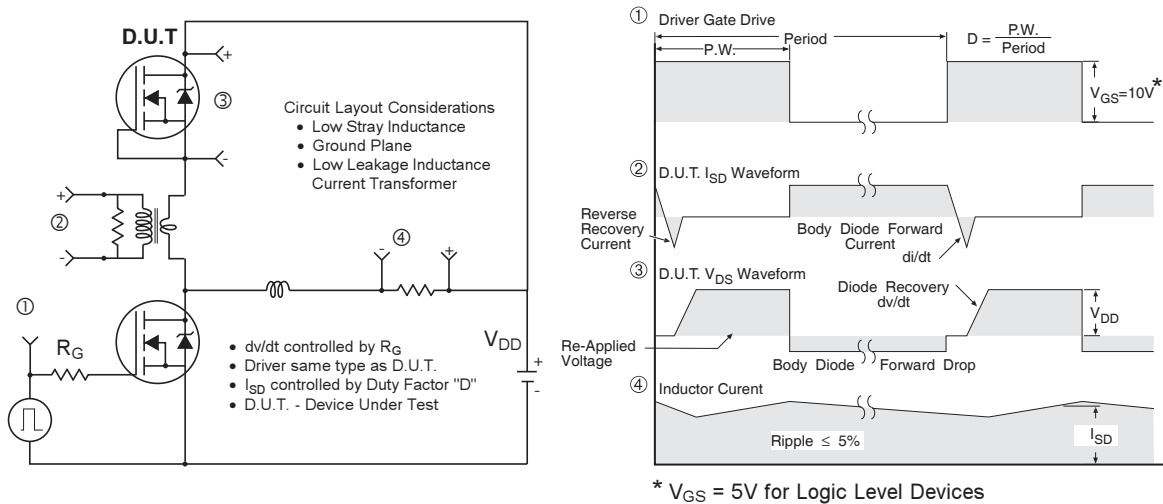 D.U.T
+
③
-
Circuit Layout Considerations
• Low Stray Inductance
• Ground Plane
• Low Leakage Inductance
Current Transformer
+
②
-
④
-
+
①
R_G
V_DD
+
-
• dv/dt controlled by R_G
• Driver same type as D.U.T.
• I_SD controlled by Duty Factor "D"
• D.U.T. - Device Under Test
① Driver Gate Drive
Period
P.W.
D = P.W. / Period
V_GS=10V *
② D.U.T. I_SD Waveform
Reverse
Recovery
Current
Body Diode Forward
Current
di/dt
③ D.U.T. V_DS Waveform
Diode Recovery
dv/dt
V_DD
Re-Applied
Voltage
Body Diode Forward Drop
④ Inductor Curent
Ripple ≤ 5%
I_SD
* V_GS = 5V for Logic Level Devices